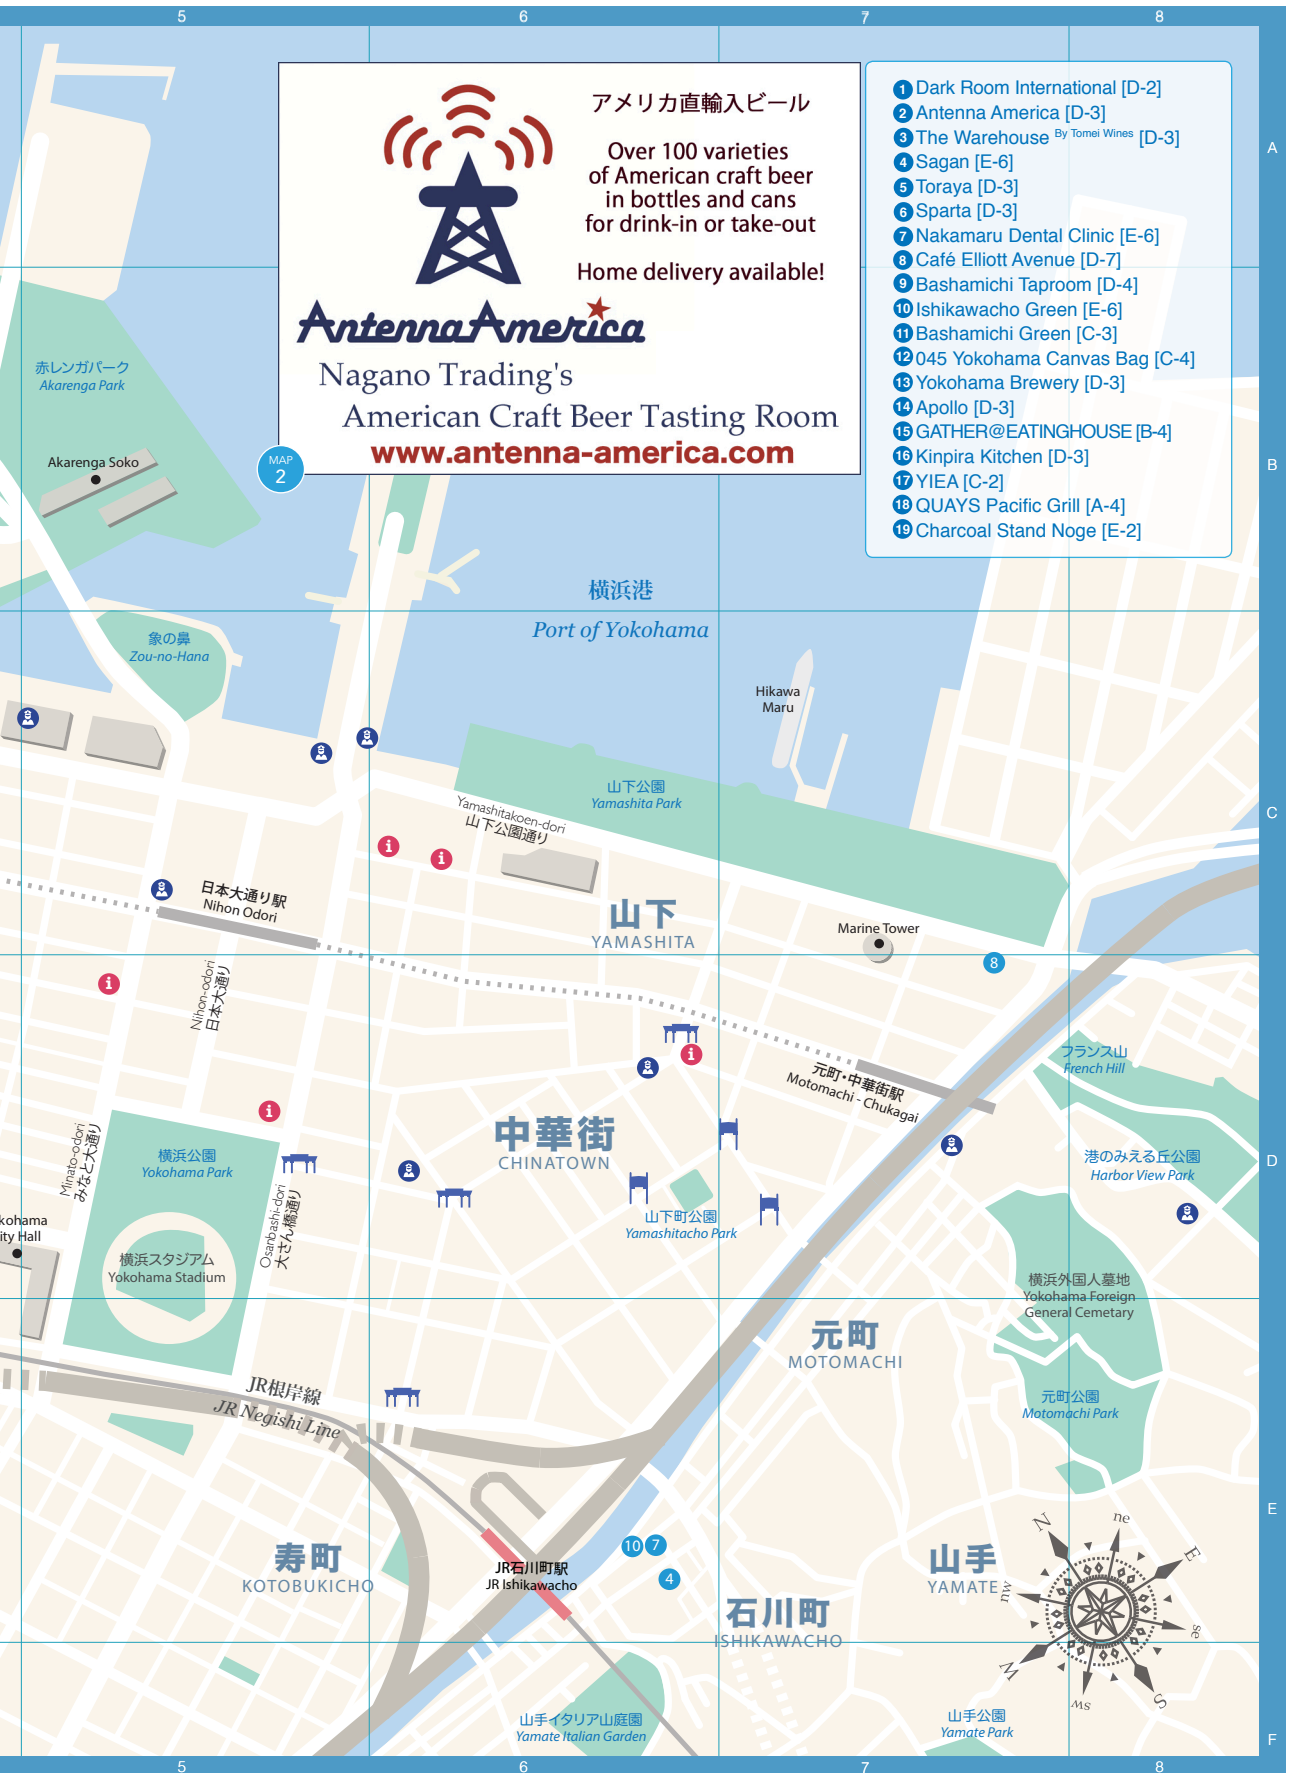 5
6
7
8
アメリカ直輸入ビール
Over 100 varieties
of American craft beer
in bottles and cans
for drink-in or take-out
Home delivery available!
Antenna America
Nagano Trading's
American Craft Beer Tasting Room
www.antenna-america.com
MAP
2
1 Dark Room International [D-2]
2 Antenna America [D-3]
3 The Warehouse By Tomei Wines [D-3]
4 Sagan [E-6]
5 Toraya [D-3]
6 Sparta [D-3]
7 Nakamaru Dental Clinic [E-6]
8 Café Elliott Avenue [D-7]
9 Bashamichi Taproom [D-4]
10 Ishikawacho Green [E-6]
11 Bashamichi Green [C-3]
12 045 Yokohama Canvas Bag [C-4]
13 Yokohama Brewery [D-3]
14 Apollo [D-3]
15 GATHER@EATINGHOUSE [B-4]
16 Kinpira Kitchen [D-3]
17 YIEA [C-2]
18 QUAYS Pacific Grill [A-4]
19 Charcoal Stand Noge [E-2]
A
B
C
D
E
F
赤レンガパーク
Akarenga Park
Akarenga Soko
横浜港
Port of Yokohama
象の鼻
Zou-no-Hana
Hikawa
Maru
山下公園
Yamashita Park
Yamashitakoen-dori
山下公園通り
日本大通り駅
Nihon Odori
山下
YAMASHITA
Marine Tower
8
Nihon-odori
日本大通り
フランス山
French Hill
元町・中華街駅
Motomachi - Chukagai
中華街
CHINATOWN
Minato-odori
みなと大通り
横浜公園
Yokohama Park
港のみえる丘公園
Harbor View Park
Osanbashi-dori
大さん橋通り
山下町公園
Yamashitacho Park
kohama
ity Hall
横浜スタジアム
Yokohama Stadium
横浜外国人墓地
Yokohama Foreign
General Cemetary
元町
MOTOMACHI
JR根岸線
JR Negishi Line
元町公園
Motomachi Park
寿町
KOTOBUKICHO
JR石川町駅
JR Ishikawacho
10
7
4
石川町
ISHIKAWACHO
山手
YAMATE
N
ne
E
se
S
sw
W
nw
山手イタリア山庭園
Yamate Italian Garden
山手公園
Yamate Park
5
6
7
8